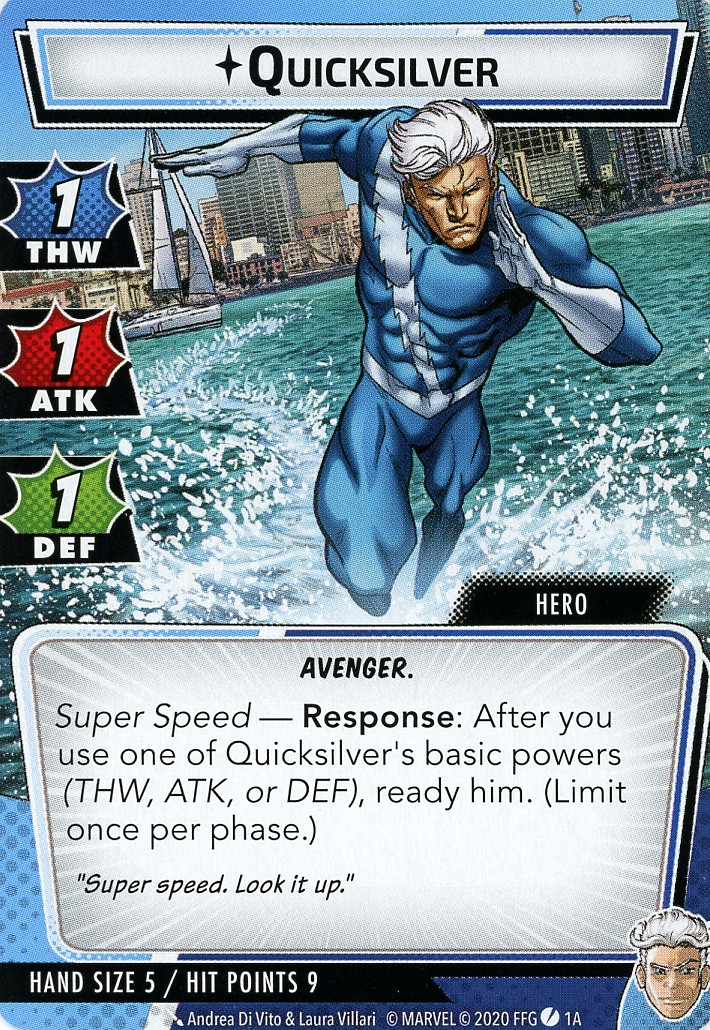 QUICKSILVER
1
THW
1
ATK
1
DEF
HERO
AVENGER.
Super Speed — Response: After you
use one of Quicksilver's basic powers
(THW, ATK, or DEF), ready him. (Limit
once per phase.)
"Super speed. Look it up."
HAND SIZE 5 / HIT POINTS 9
Andrea Di Vito & Laura Villari © MARVEL © 2020 FFG 1A